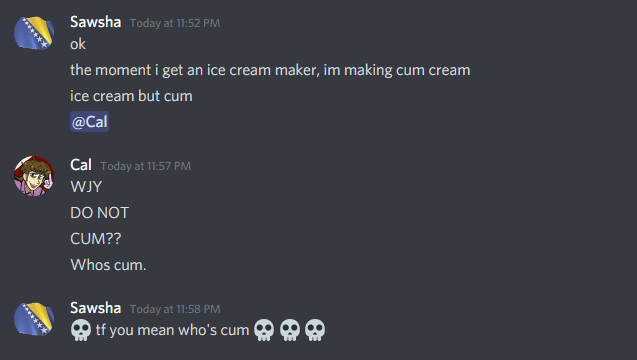 Sawsha Today at 11:52 PM
ok
the moment i get an ice cream maker, im making cum cream
ice cream but cum
@Cal
Cal Today at 11:57 PM
WJY
DO NOT
CUM??
Whos cum.
Sawsha Today at 11:58 PM
💀 tf you mean who's cum 💀 💀 💀